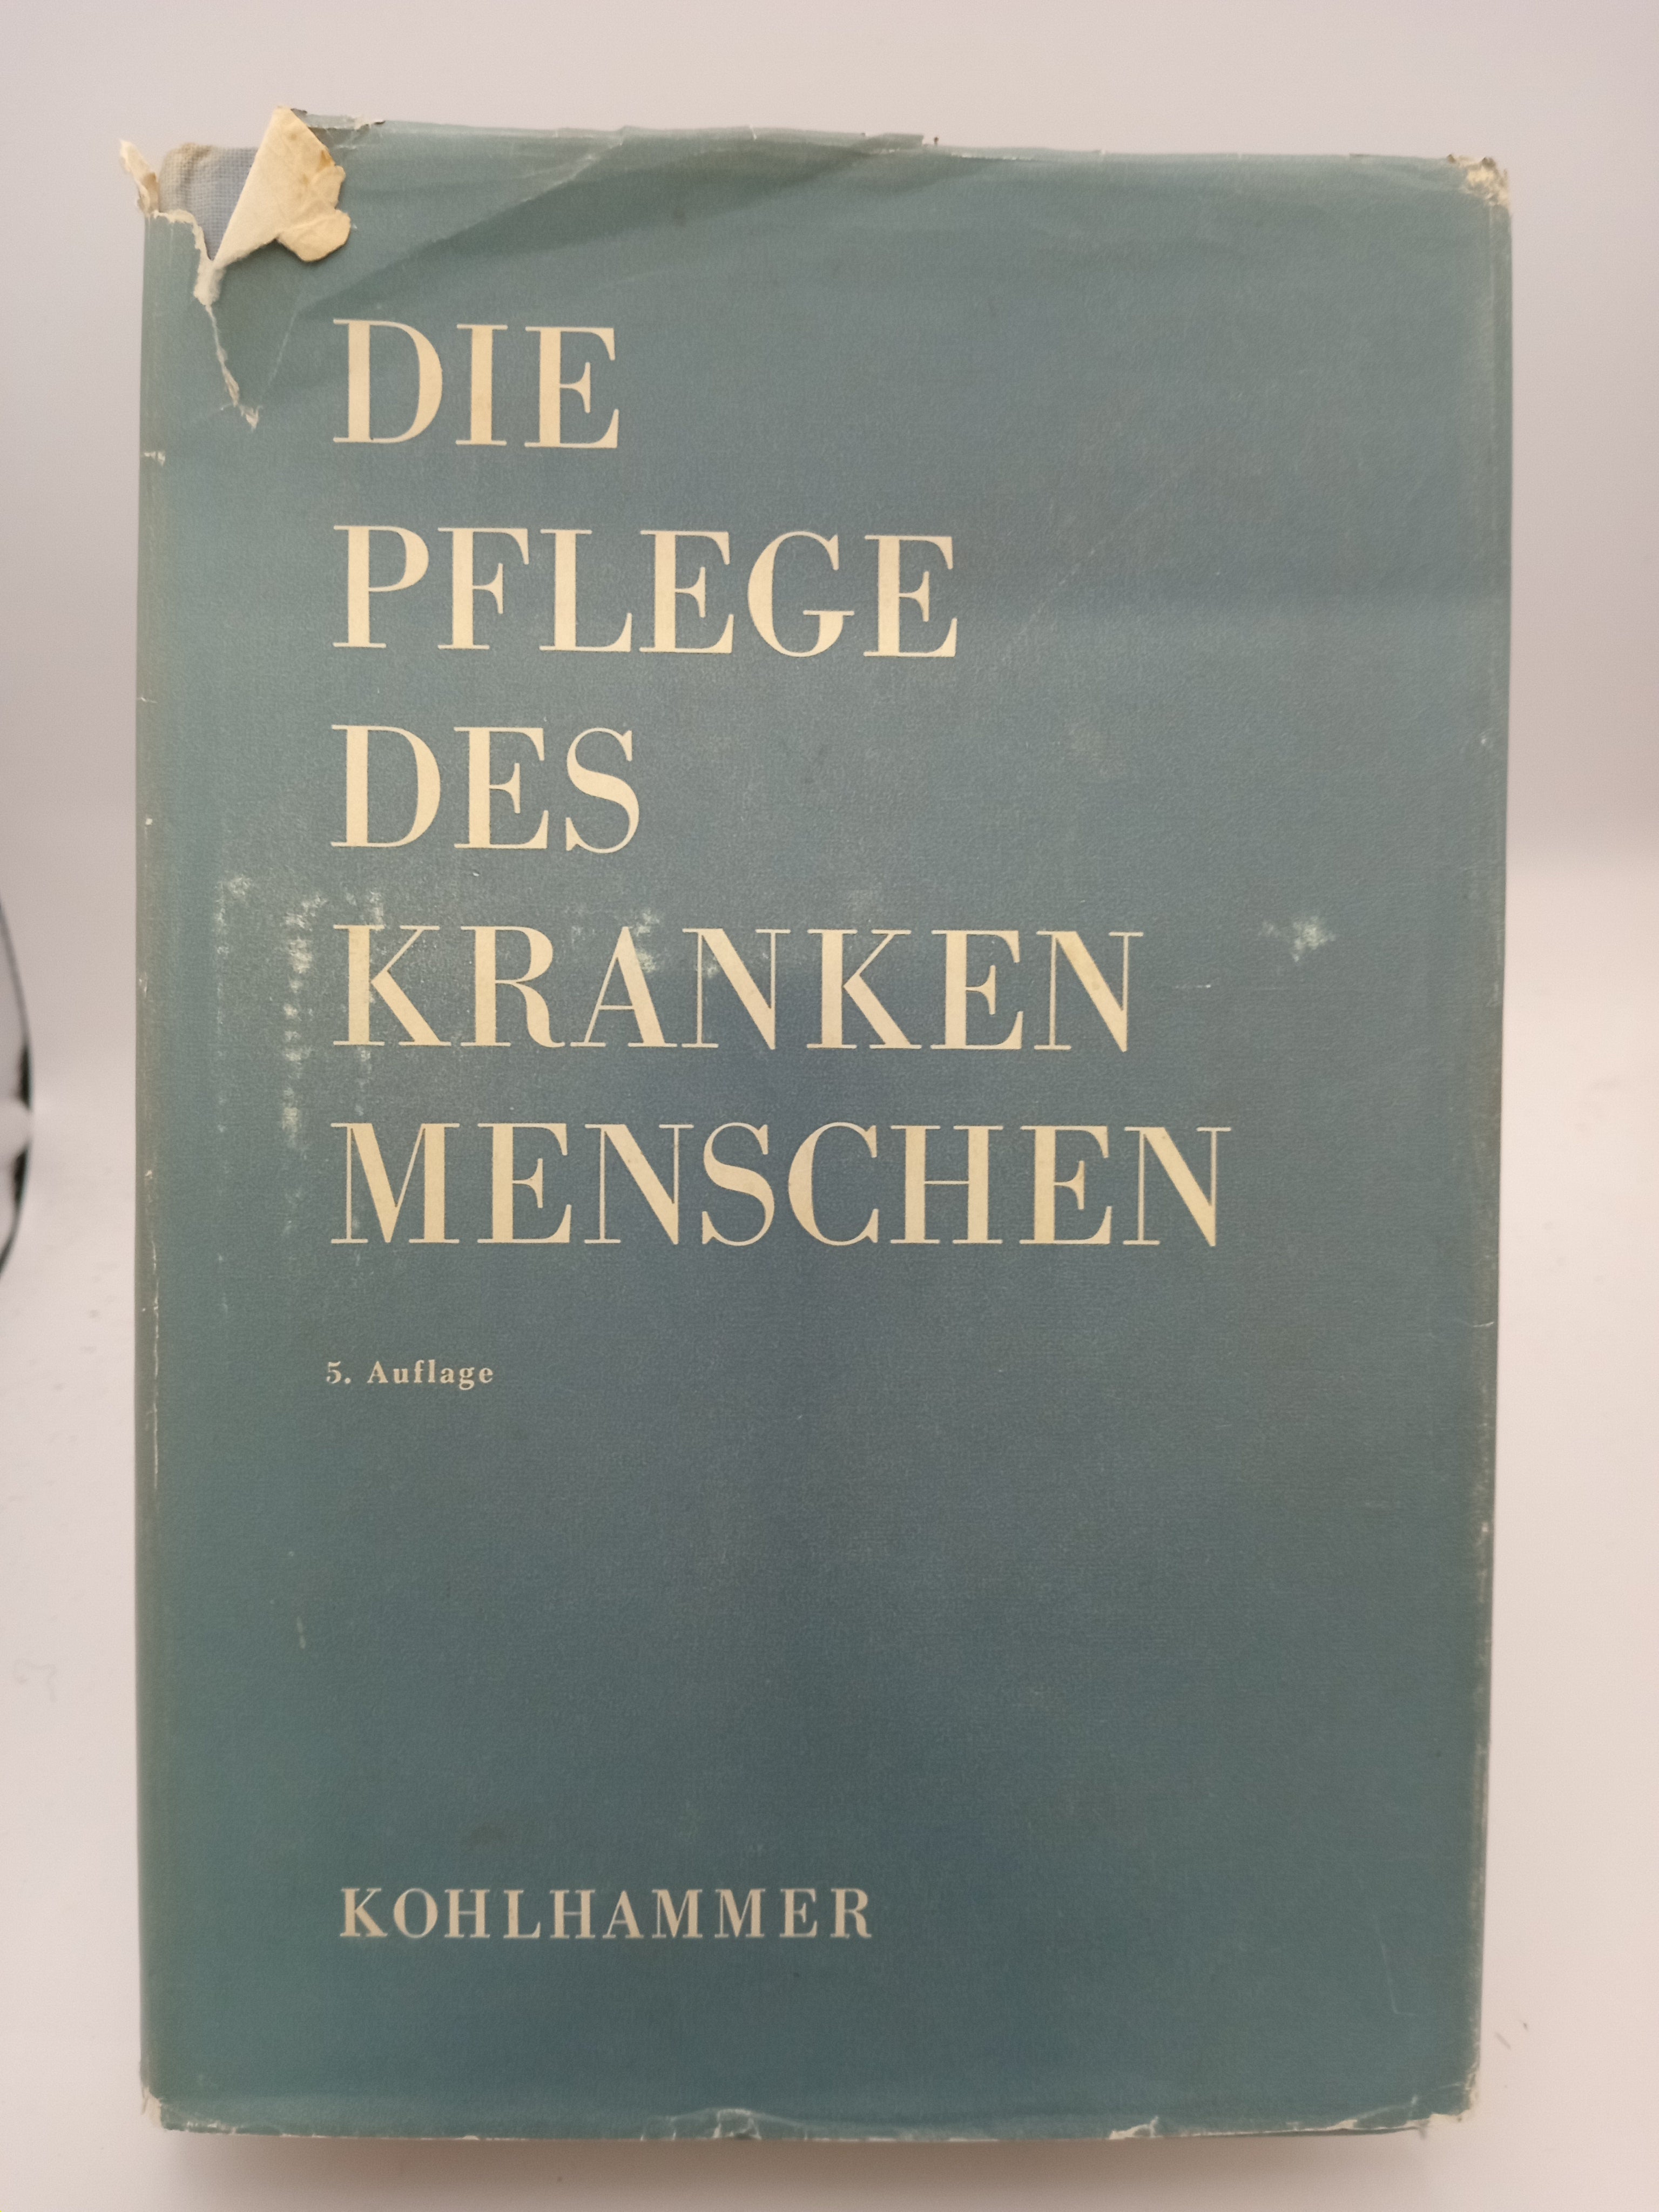 DIE
PFLEGE
DES
KRANKEN
MENSCHEN
5. Auflage
KOHLHAMMER